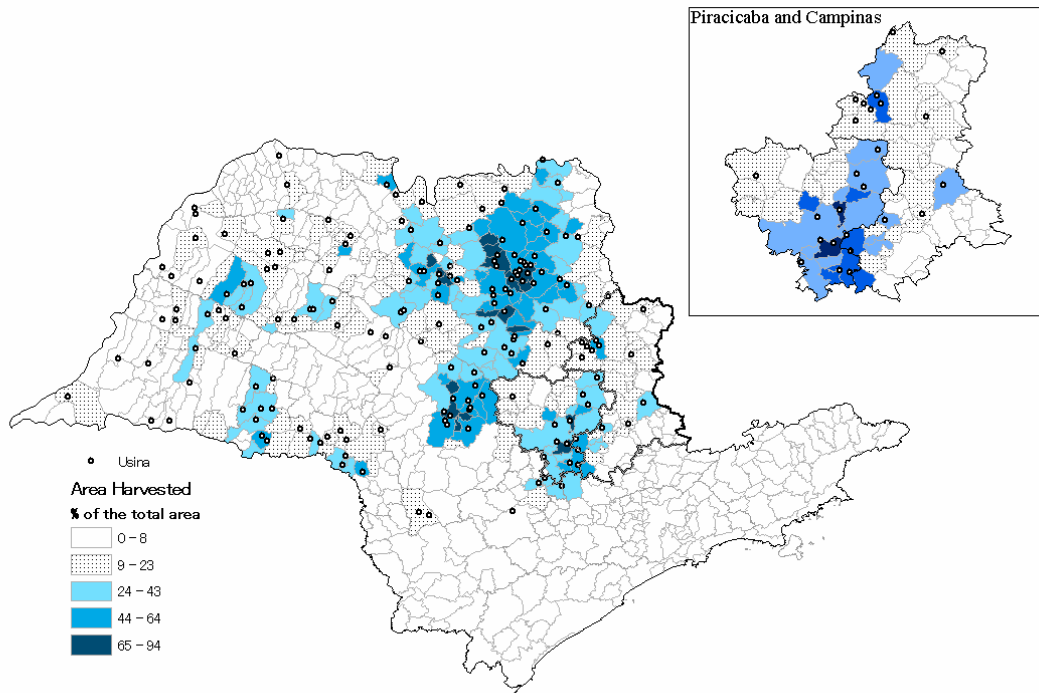 Piracicaba and Campinas
Usina
Area Harvested
% of the total area
0 - 8
9 - 23
24 - 43
44 - 64
65 - 94